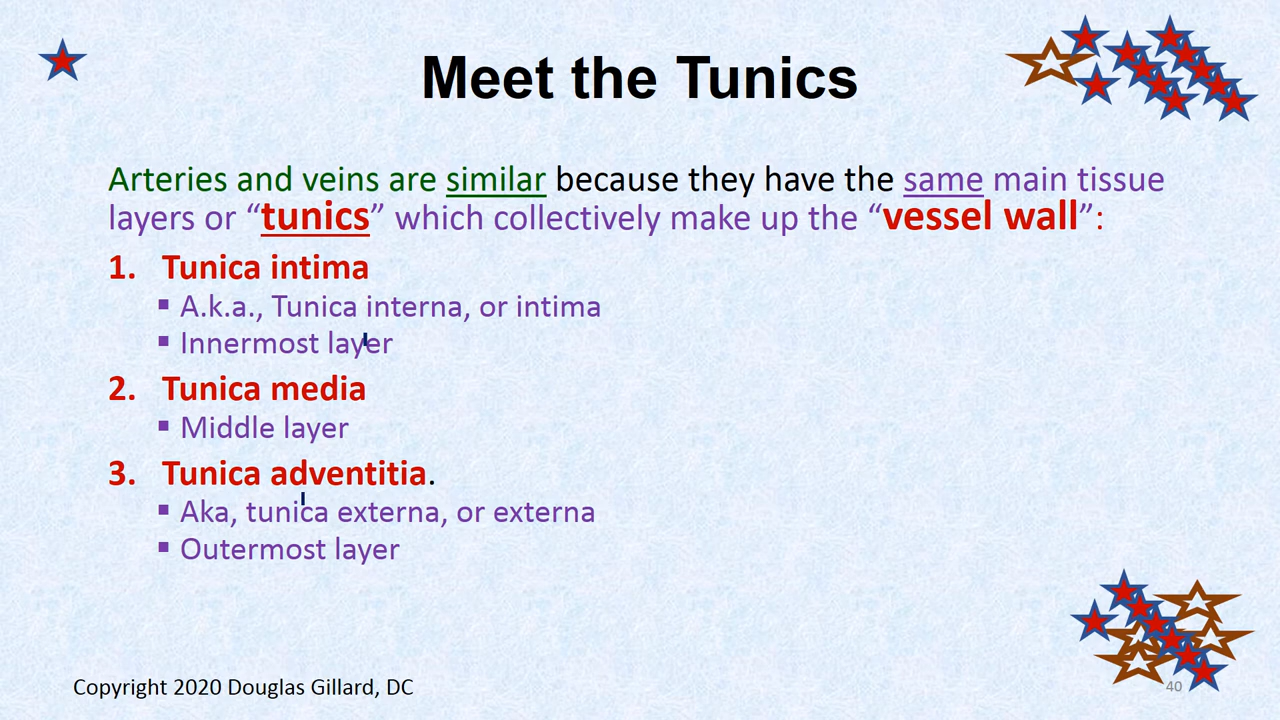 Meet the Tunics
Arteries and veins are similar because they have the same main tissue
layers or “tunics” which collectively make up the “vessel wall”:
1. Tunica intima
▪ A.k.a., Tunica interna, or intima
▪ Innermost layer
2. Tunica media
▪ Middle layer
3. Tunica adventitia.
▪ Aka, tunica externa, or externa
▪ Outermost layer
Copyright 2020 Douglas Gillard, DC
40